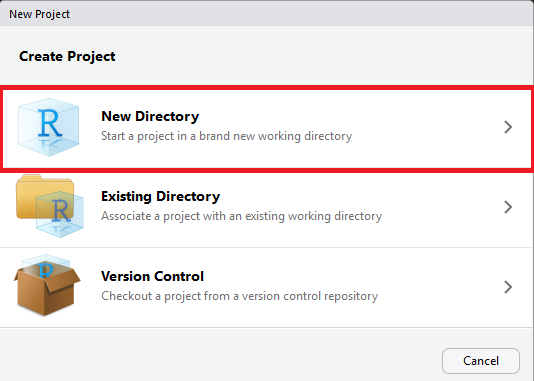 New Project
Create Project
New Directory
Start a project in a brand new working directory
Existing Directory
Associate a project with an existing working directory
Version Control
Checkout a project from a version control repository
Cancel